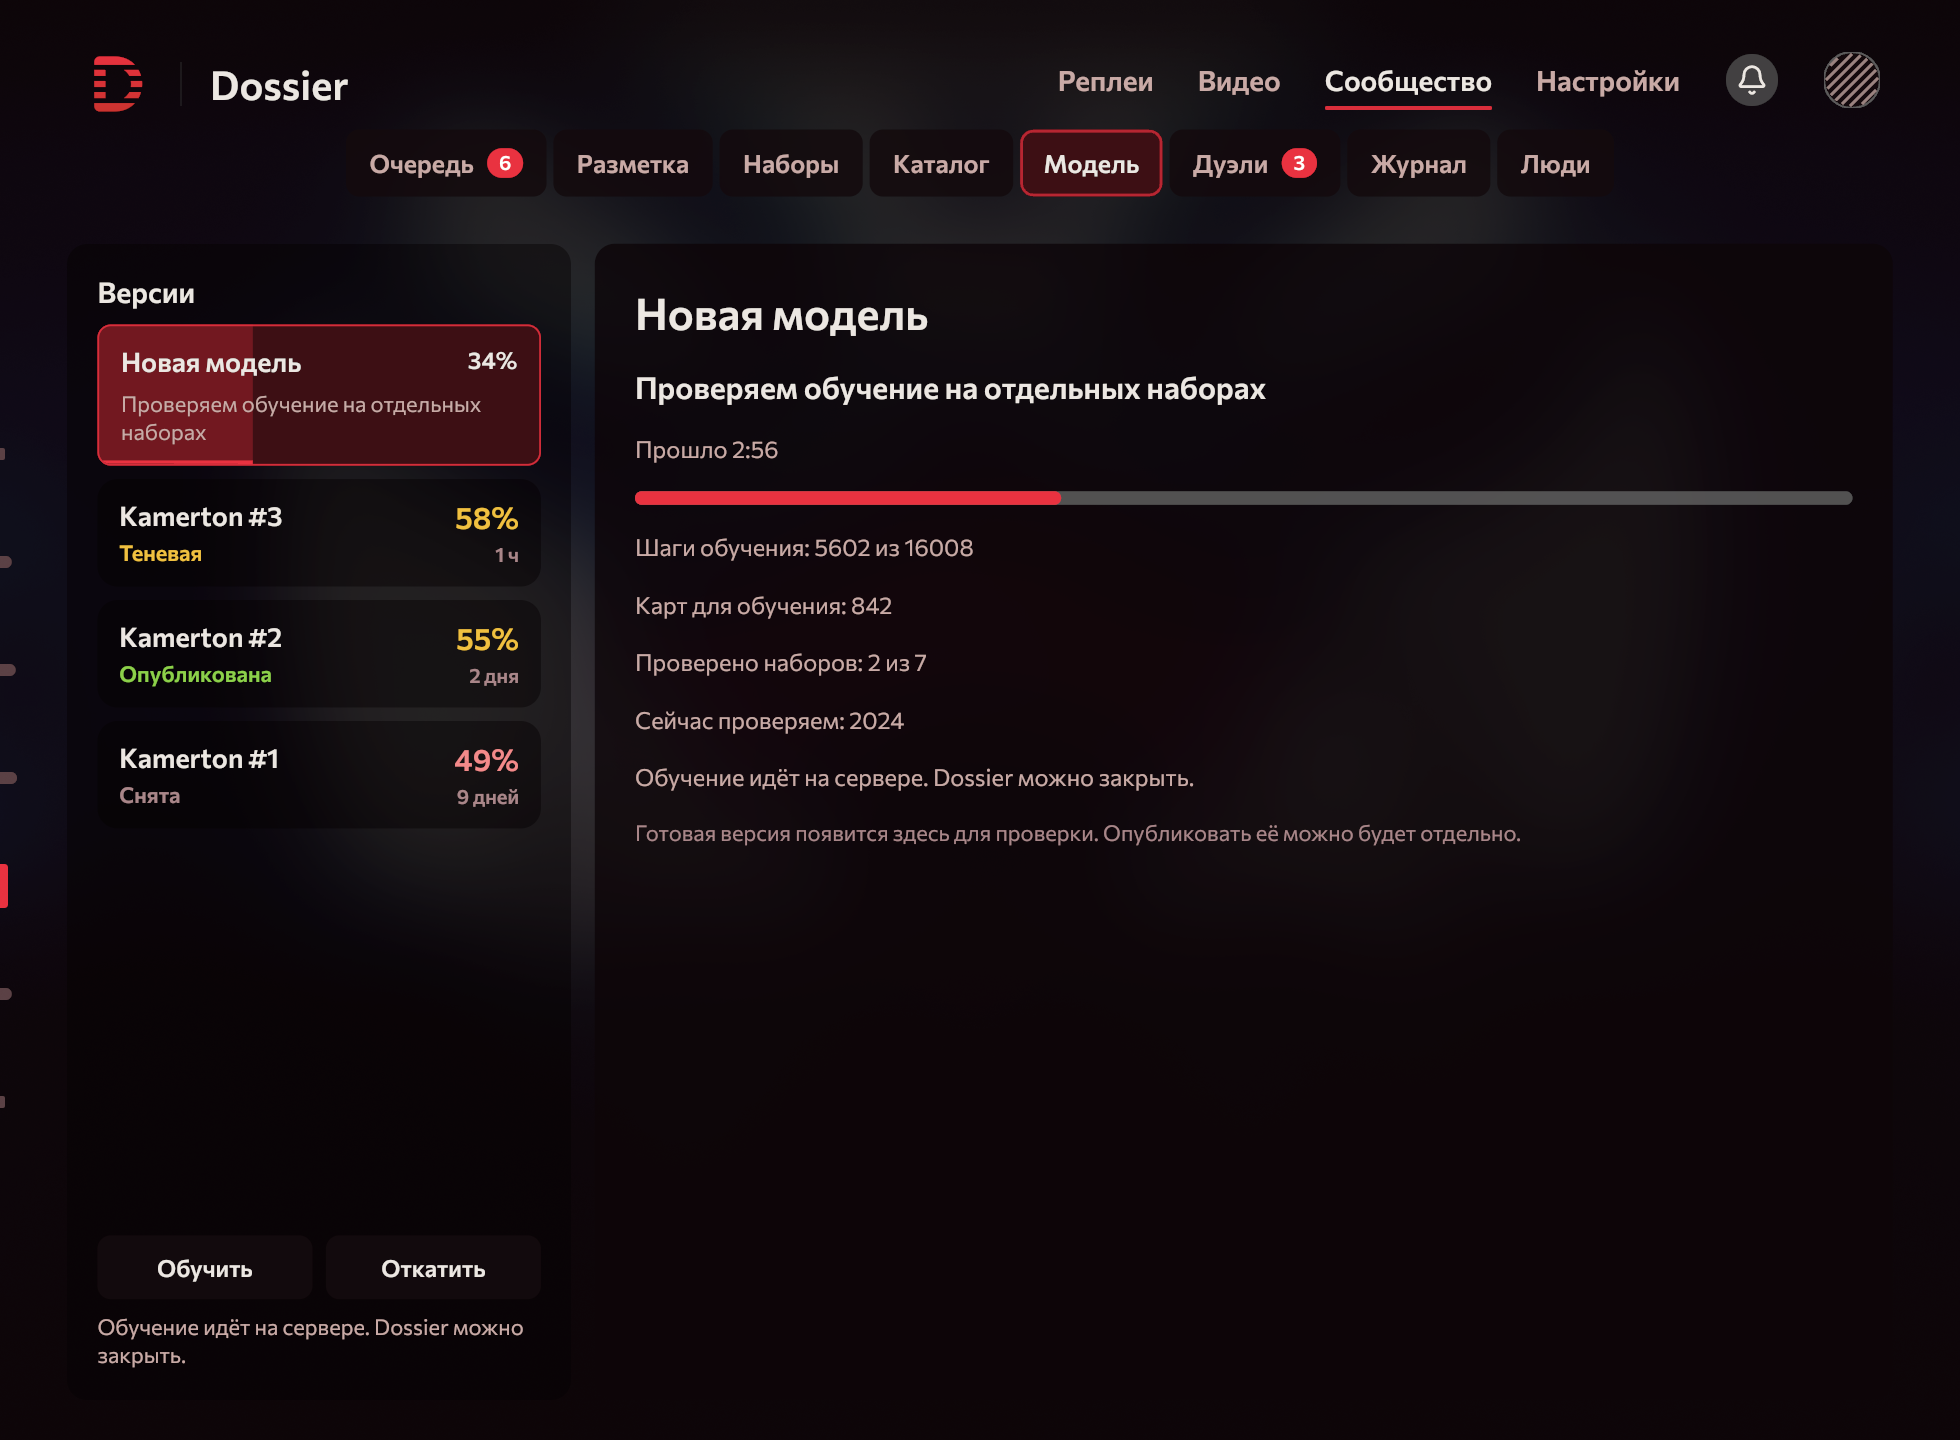 Dossier
Реплеи
Видео
Сообщество
Настройки
Очередь 6
Разметка
Наборы
Каталог
Модель
Дуэли 3
Журнал
Люди
Версии
Новая модель 34%
Проверяем обучение на отдельных
наборах
Kamerton #3 58%
Теневая 1 ч
Kamerton #2 55%
Опубликована 2 дня
Kamerton #1 49%
Снята 9 дней
Обучить
Откатить
Обучение идёт на сервере. Dossier можно
закрыть.
Новая модель
Проверяем обучение на отдельных наборах
Прошло 2:56
Шаги обучения: 5602 из 16008
Карт для обучения: 842
Проверено наборов: 2 из 7
Сейчас проверяем: 2024
Обучение идёт на сервере. Dossier можно закрыть.
Готовая версия появится здесь для проверки. Опубликовать её можно будет отдельно.